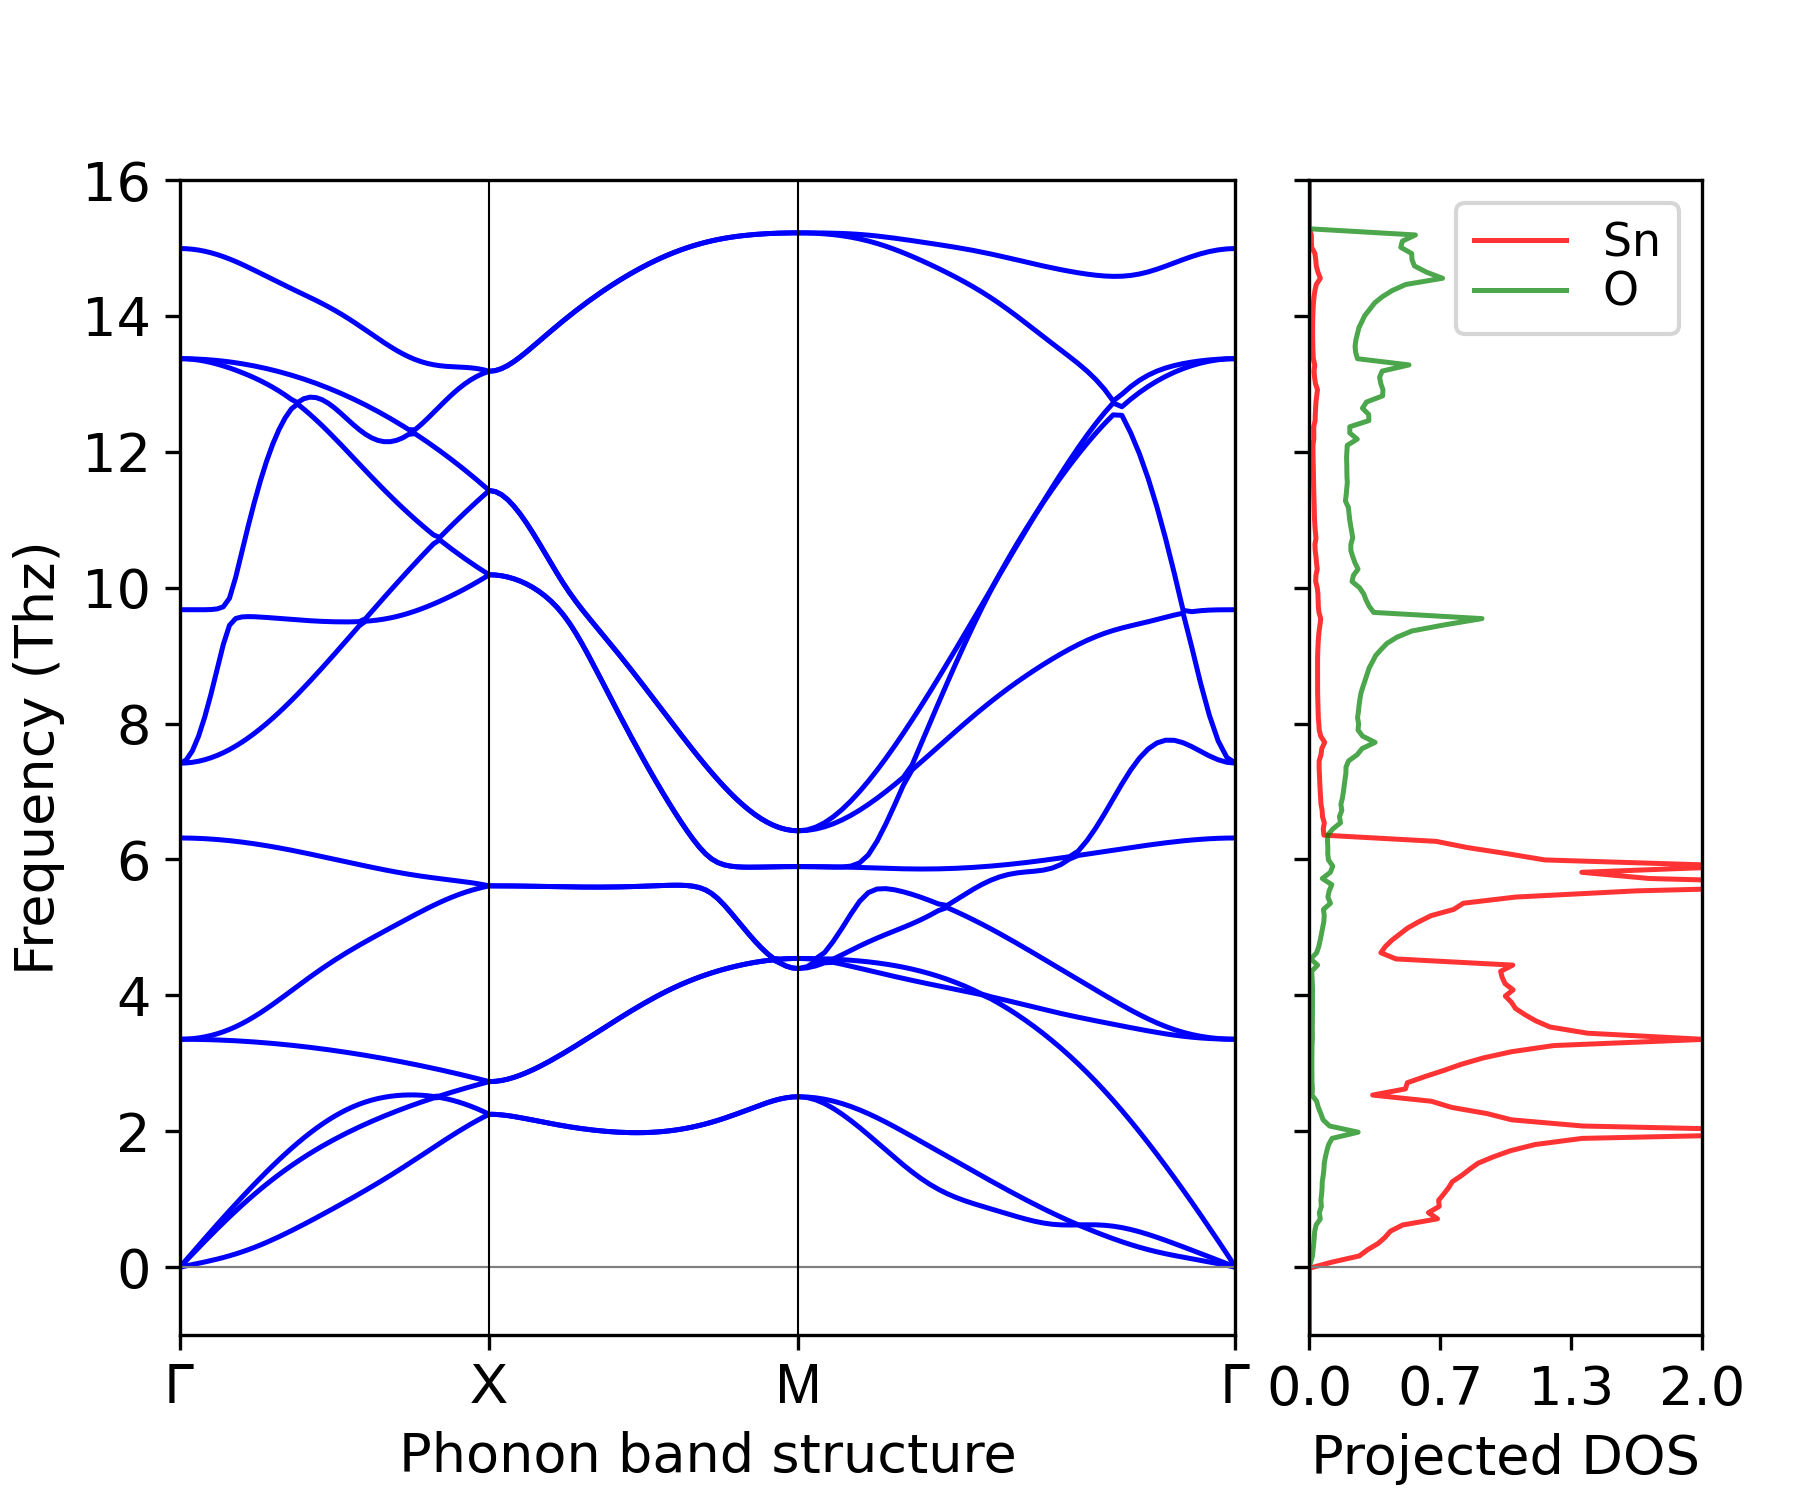 16
14
12
10
8
6
4
2
0
Frequency (Thz)
Γ X M Γ
Phonon band structure
Sn
O
0.0 0.7 1.3 2.0
Projected DOS